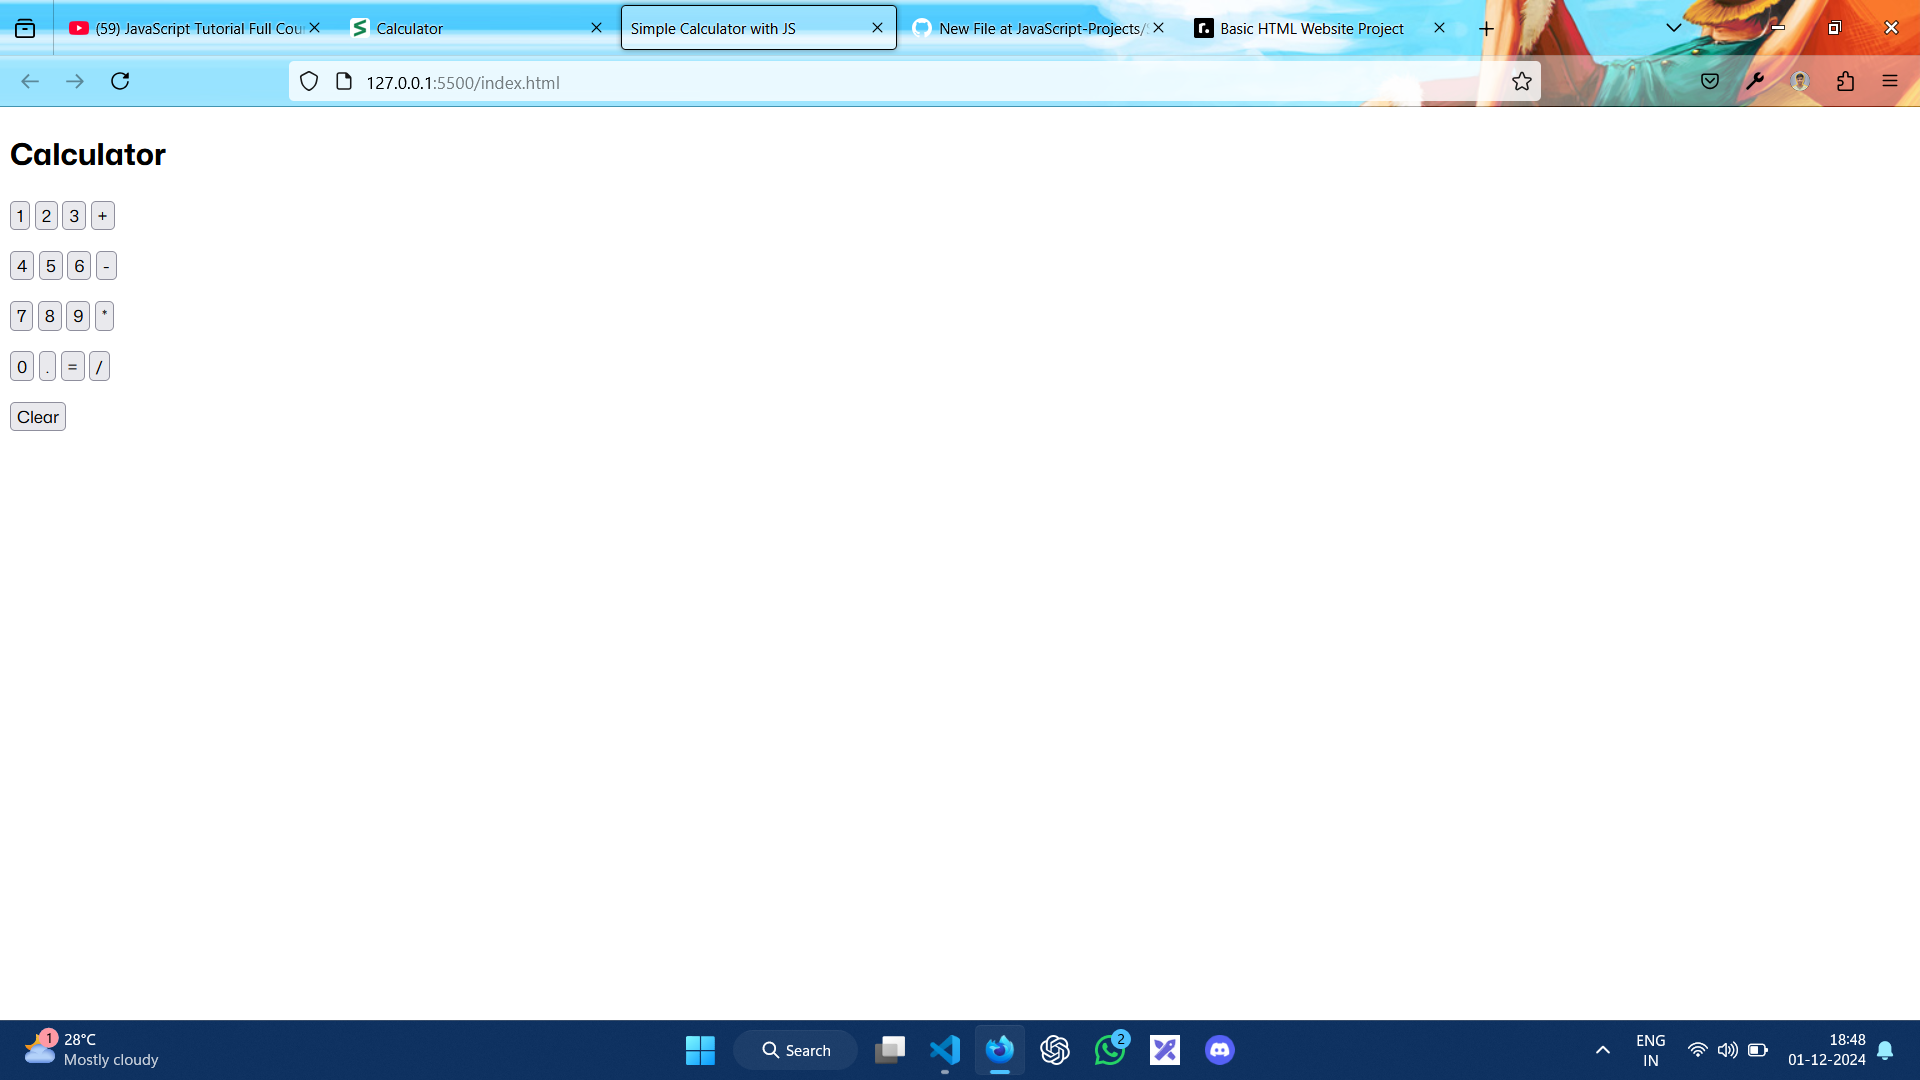 (59) JavaScript Tutorial Full Cou
Calculator
Simple Calculator with JS
New File at JavaScript-Projects/
Basic HTML Website Project
127.0.0.1:5500/index.html
Calculator
1 2 3 +
4 5 6 -
7 8 9 *
0 . = /
Clear
1
28°C
Mostly cloudy
Search
2
ENG
IN
18:48
01-12-2024